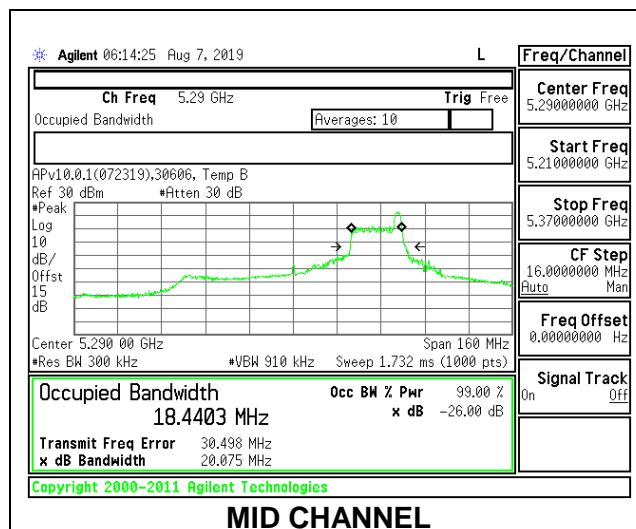 Agilent 06:14:25 Aug 7, 2019 L Freq/Channel
Ch Freq 5.29 GHz Trig Free
Occupied Bandwidth Averages: 10
APv10.0.1(072319),30606, Temp B
Ref 30 dBm #Atten 30 dB
#Peak
Log
10
dB/
Offst
15
dB
Center 5.290 00 GHz Span 160 MHz
#Res BW 300 kHz #VBW 910 kHz Sweep 1.732 ms (1000 pts)
Occupied Bandwidth Occ BW % Pwr 99.00 %
18.4403 MHz x dB -26.00 dB
Transmit Freq Error 30.498 MHz
x dB Bandwidth 20.075 MHz
Copyright 2000-2011 Agilent Technologies
Center Freq
5.29000000 GHz
Start Freq
5.21000000 GHz
Stop Freq
5.37000000 GHz
CF Step
16.0000000 MHz
Auto Man
Freq Offset
0.00000000 Hz
Signal Track
On Off
MID CHANNEL